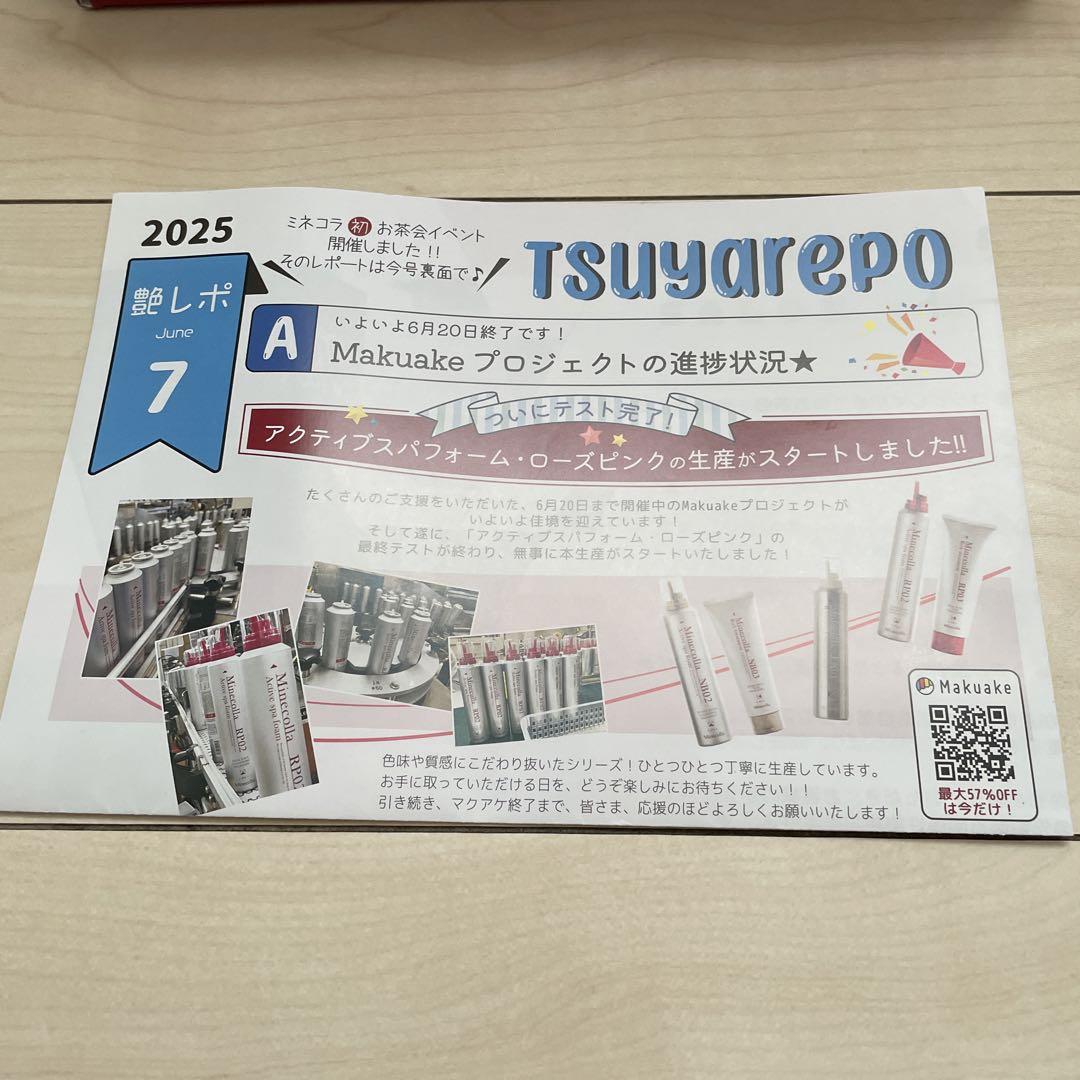 2025
艶レポ
June
7
ミネコラ 初 お茶会イベント
開催しました!!
そのレポートは今号裏面で♪
Tsuyarepo
A
いよいよ6月20日終了です！
Makuake プロジェクトの進捗状況★
ついにテスト完了！
アクティブスパフォーム・ローズピンクの生産がスタートしました!!
たくさんのご支援をいただいた、6月20日まで開催中のMakuakeプロジェクトが
いよいよ佳境を迎えています！
そして遂に、「アクティブスパフォーム・ローズピンク」の
最終テストが終わり、無事に本生産がスタートいたしました！
Minecolla RP02
Active spa foam
Minecolla RP0
Active spa foam
Minecolla NB02
Minecolla NB03
Minecolla RP02
Minecolla RP03
色味や質感にこだわり抜いたシリーズ！ひとつひとつ丁寧に生産しています。
お手に取っていただける日を、どうぞ楽しみにお待ちください！！
引き続き、マクアケ終了まで、皆さま、応援のほどよろしくお願いいたします！
Makuake
最大57%OFF
は今だけ！